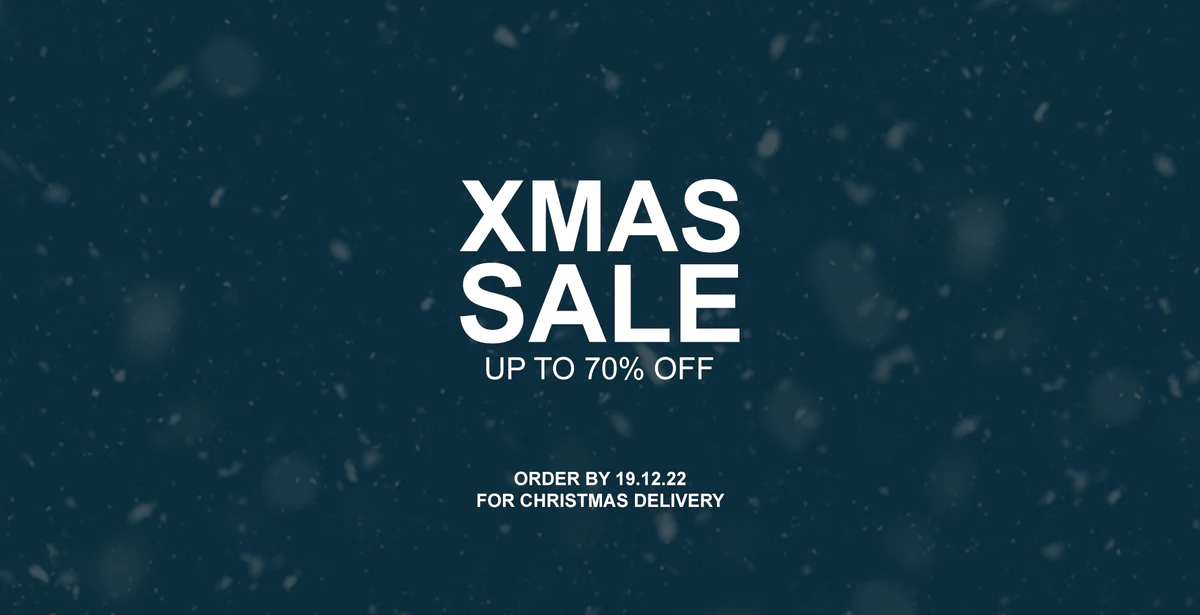 XMAS
SALE
UP TO 70% OFF
ORDER BY 19.12.22
FOR CHRISTMAS DELIVERY